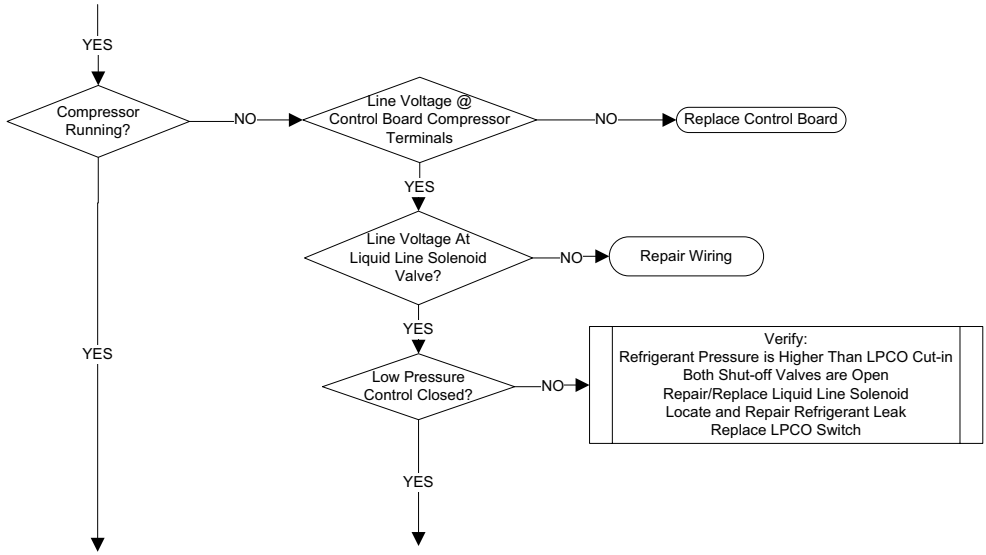 YES
Compressor
Running?
NO
Line Voltage @
Control Board Compressor
Terminals
NO
Replace Control Board
YES
Line Voltage At
Liquid Line Solenoid
Valve?
NO
Repair Wiring
YES
YES
Low Pressure
Control Closed?
NO
Verify:
Refrigerant Pressure is Higher Than LPCO Cut-in
Both Shut-off Valves are Open
Repair/Replace Liquid Line Solenoid
Locate and Repair Refrigerant Leak
Replace LPCO Switch
YES